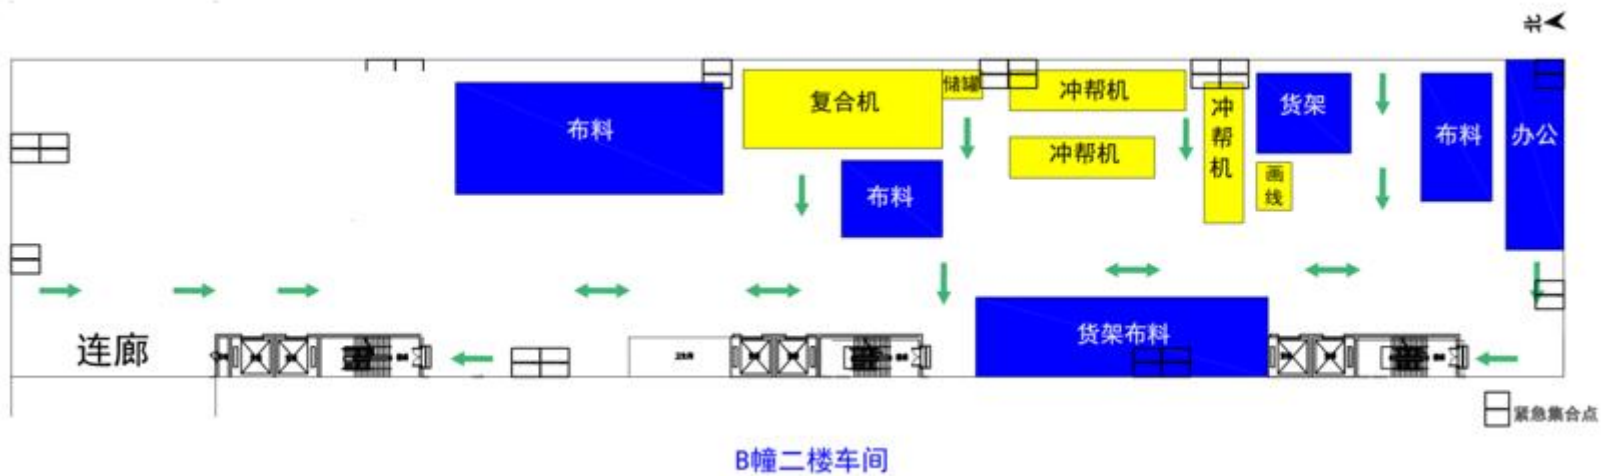 北
布料
复合机
储罐
冲帮机
冲帮机
冲帮机
货架
画线
布料
办公
布料
货架布料
连廊
紧急集合点
B幢二楼车间